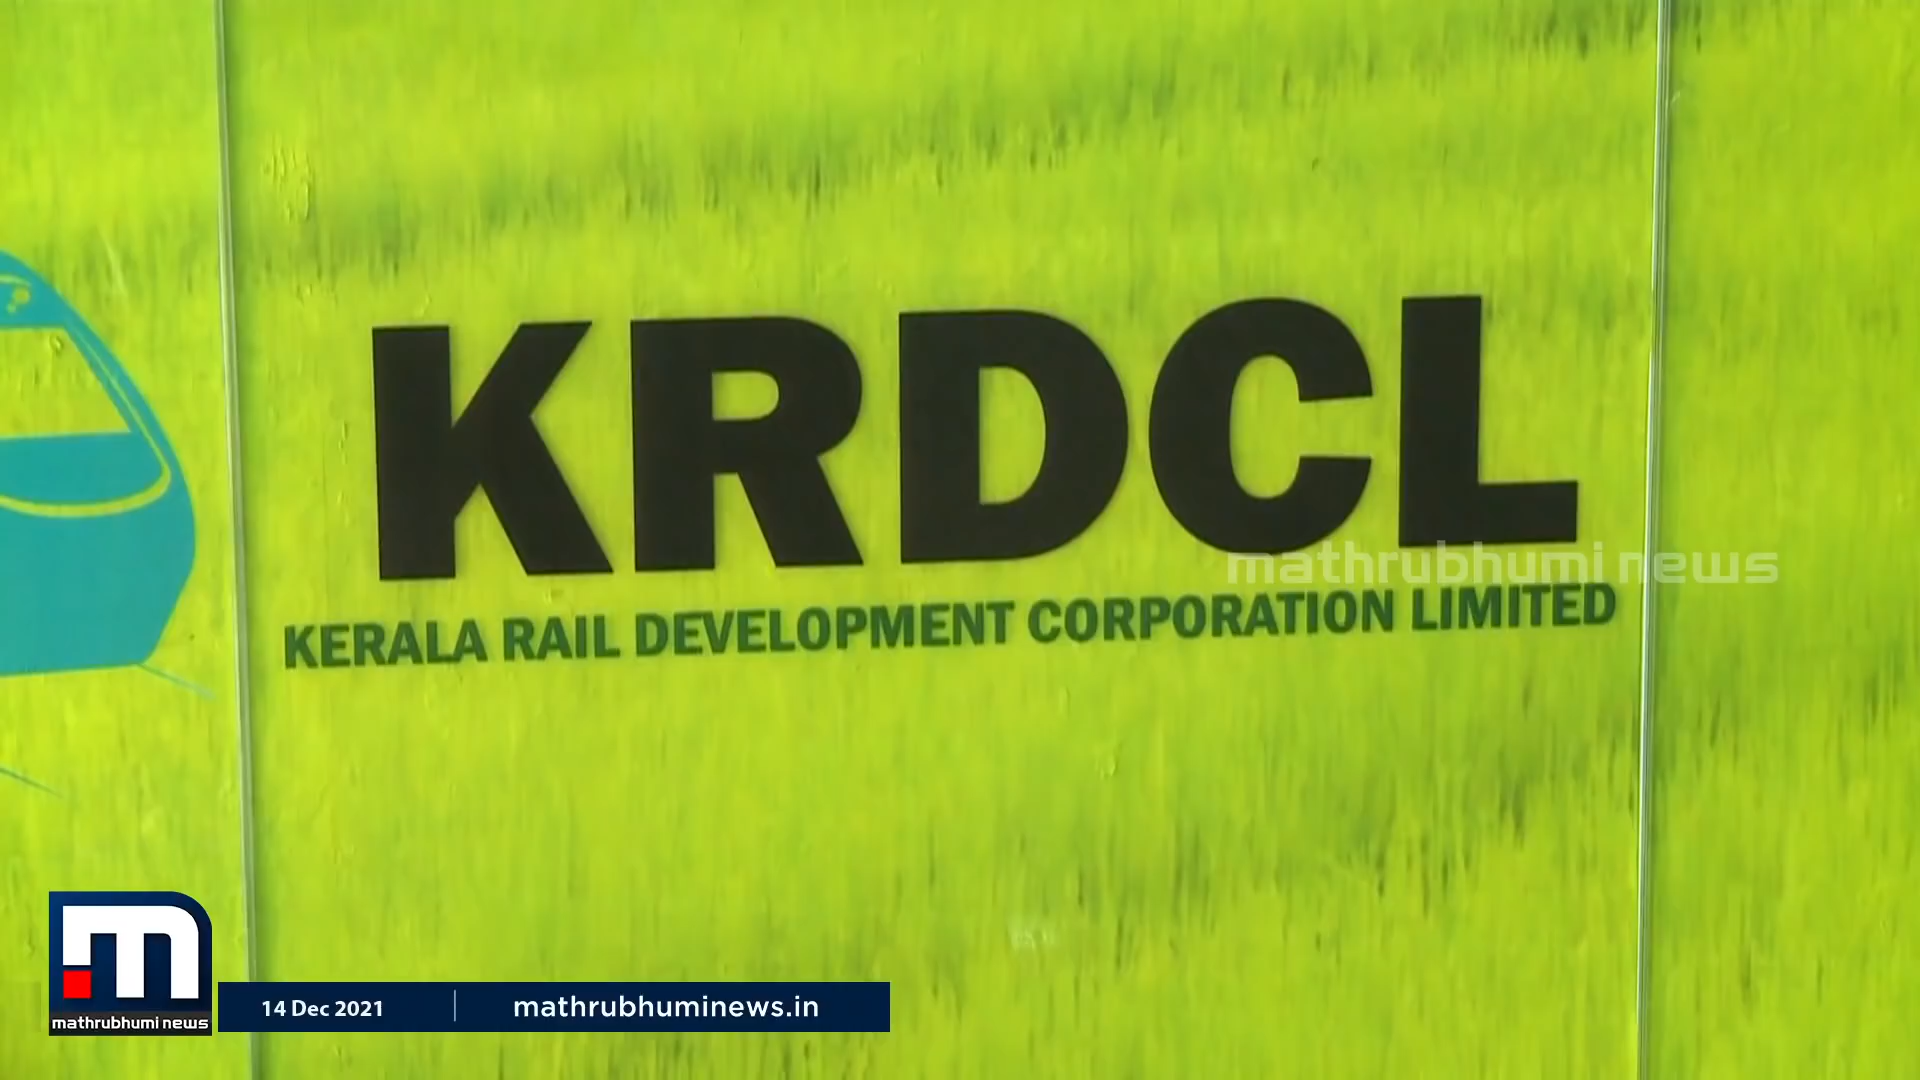 KRDCL
mathrubhumi news
KERALA RAIL DEVELOPMENT CORPORATION LIMITED
mathrubhumi news
14 Dec 2021
mathrubhuminews.in